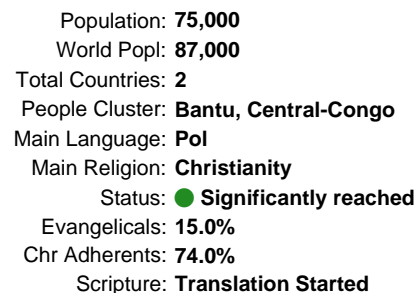 Population: 75,000
World Popl: 87,000
Total Countries: 2
People Cluster: Bantu, Central-Congo
Main Language: Pol
Main Religion: Christianity
Status: Significantly reached
Evangelicals: 15.0%
Chr Adherents: 74.0%
Scripture: Translation Started